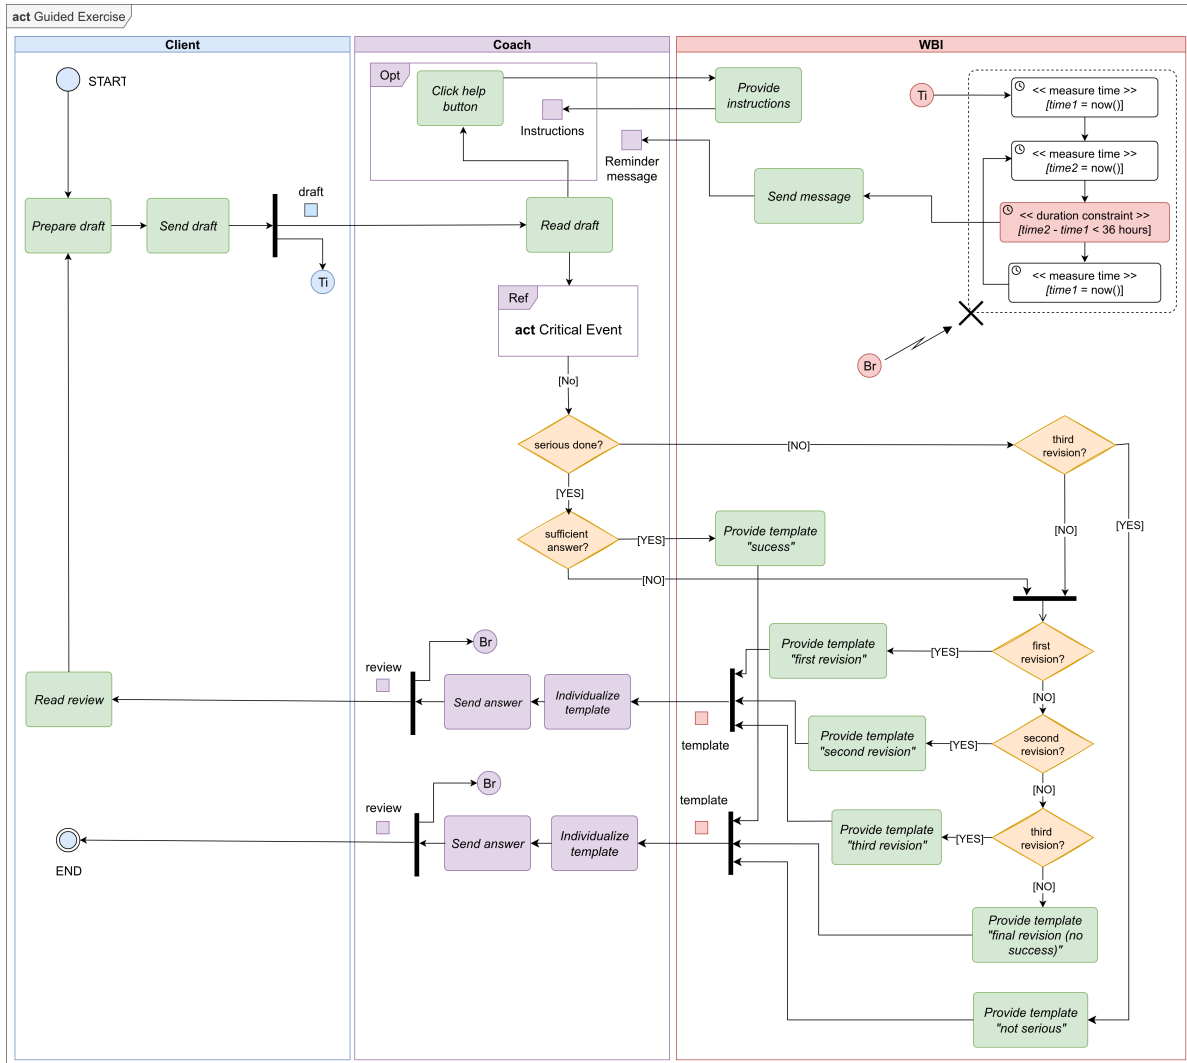 act Guided Exercise
Client
Coach
WBI
START
Opt
Click help
button
Instructions
Provide
instructions
Ti
<< measure time >>
[time1 = now()]
Reminder
message
<< measure time >>
[time2 = now()]
draft
Prepare draft
Send draft
Read draft
Send message
<< duration constraint >>
[time2 - time1 < 36 hours]
Ti
<< measure time >>
[time1 = now()]
Ref
act Critical Event
Br
[No]
serious done?
[NO]
third
revision?
[YES]
[NO]
[YES]
sufficient
answer?
[YES]
Provide template
"sucess"
[NO]
Br
review
Provide template
"first revision"
[YES]
first
revision?
[NO]
Read review
Send answer
Individualize
template
template
Provide template
"second revision"
[YES]
second
revision?
[NO]
Br
review
template
Send answer
Individualize
template
Provide template
"third revision"
[YES]
third
revision?
[NO]
END
Provide template
"final revision (no
success)"
Provide template
"not serious"